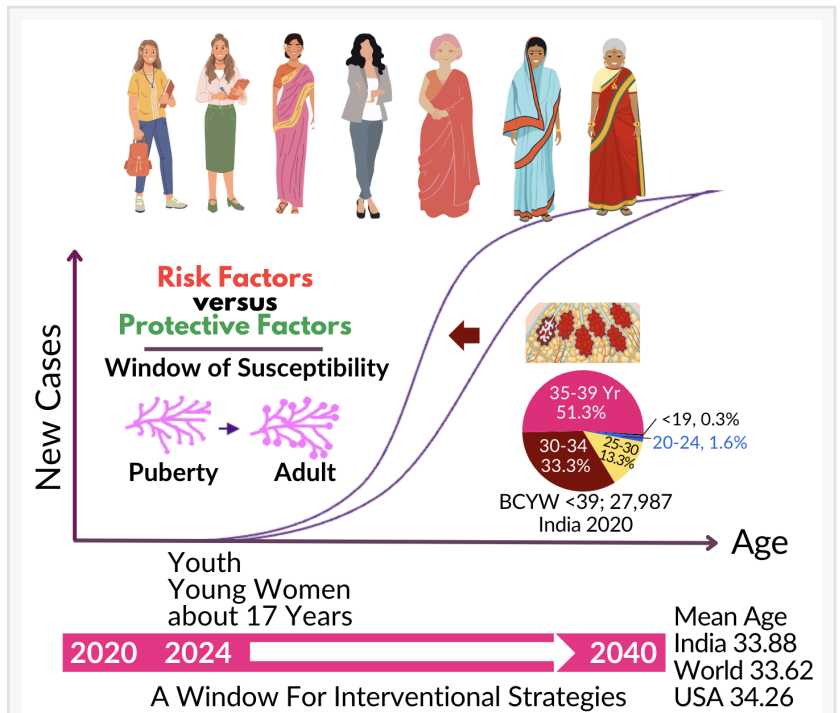 Risk Factors
versus
Protective Factors
Window of Susceptibility
Puberty
Adult
New Cases
35-39 Yr
51.3%
<19, 0.3%
20-24, 1.6%
25-30
13.3%
30-34
33.3%
BCYW <39; 27,987
India 2020
Age
Youth
Young Women
about 17 Years
2020 2024 2040
Mean Age
India 33.88
World 33.62
USA 34.26
A Window For Interventional Strategies